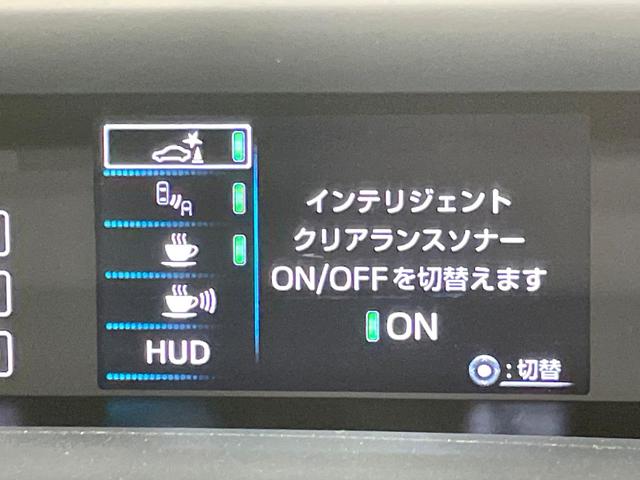 HUD
インテリジェント
クリアランスソナー
ON/OFFを切替えます
ON
:切替